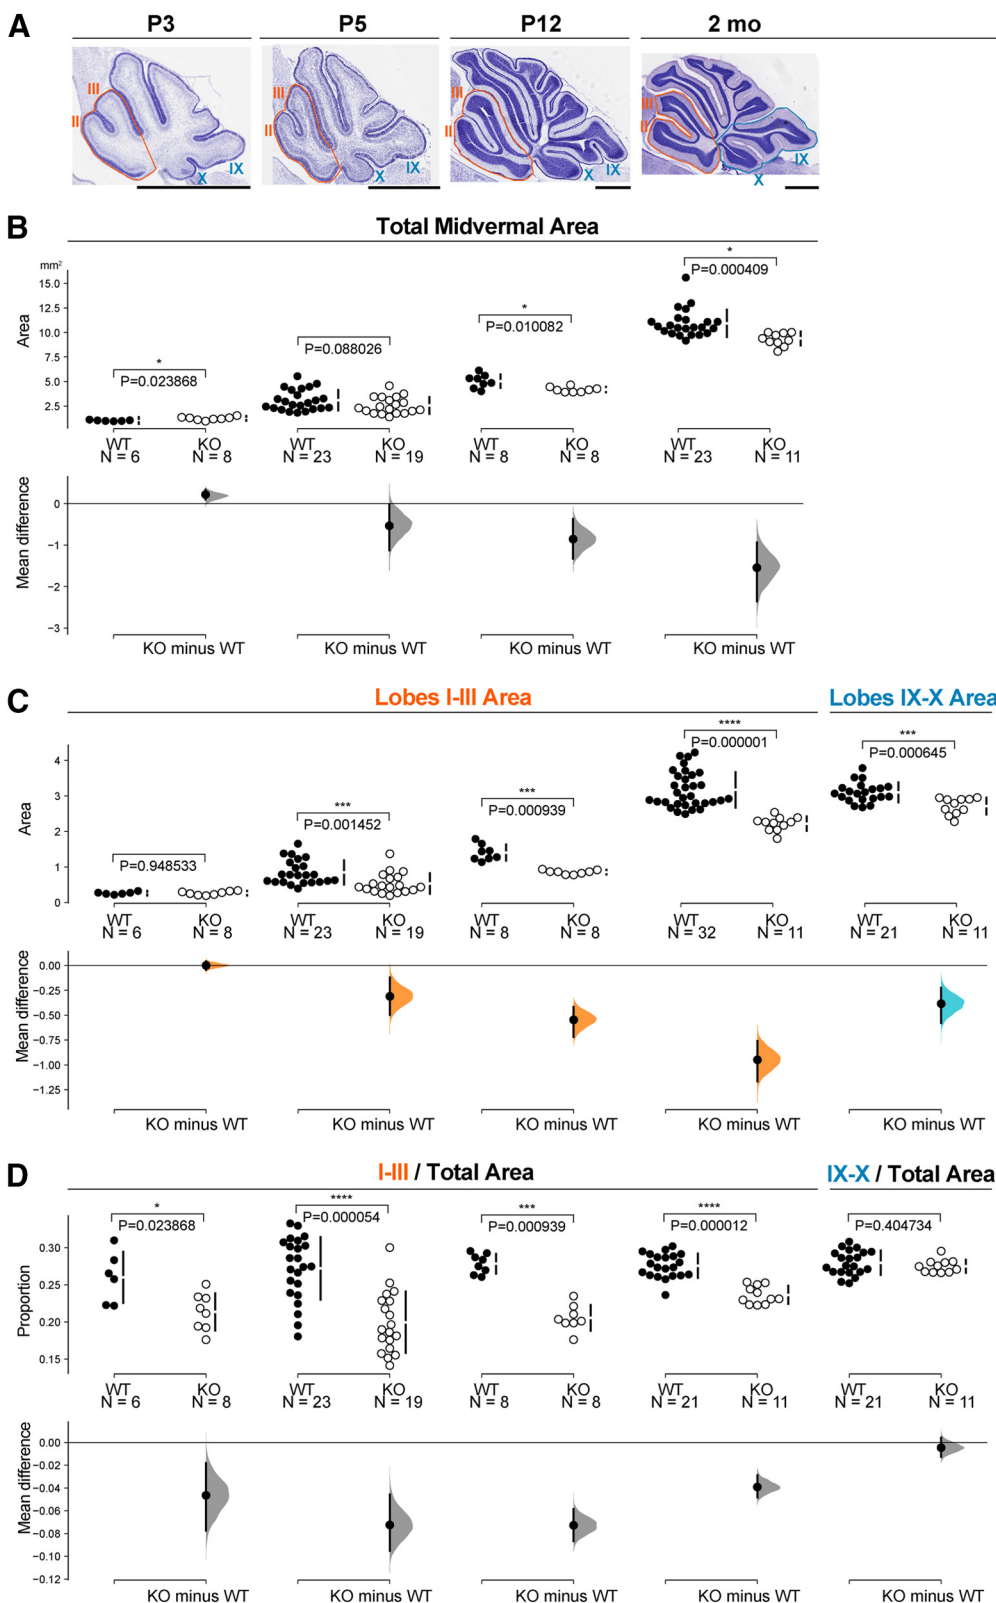 A
P3 P5 P12 2 mo
III III III III
II II II II
IX IX IX IX
X X X X
B
Total Midvermal Area
mm²
Area
15.0
12.5
10.0
7.5
5.0
2.5
* P=0.023868
P=0.088026
* P=0.010082
* P=0.000409
WT KO WT KO WT KO WT KO
N = 6 N = 8 N = 23 N = 19 N = 8 N = 8 N = 23 N = 11
Mean difference
0
−1
−2
−3
KO minus WT KO minus WT KO minus WT KO minus WT
C
Lobes I-III Area Lobes IX-X Area
Area
4
3
2
1
0
P=0.948533
*** P=0.001452
*** P=0.000939
**** P=0.000001
*** P=0.000645
WT KO WT KO WT KO WT KO WT KO
N = 6 N = 8 N = 23 N = 19 N = 8 N = 8 N = 32 N = 11 N = 21 N = 11
Mean difference
0.00
−0.25
−0.50
−0.75
−1.00
−1.25
KO minus WT KO minus WT KO minus WT KO minus WT KO minus WT
D
I-III / Total Area IX-X / Total Area
Proportion
0.30
0.25
0.20
0.15
* P=0.023868
**** P=0.000054
*** P=0.000939
**** P=0.000012
P=0.404734
WT KO WT KO WT KO WT KO WT KO
N = 6 N = 8 N = 23 N = 19 N = 8 N = 8 N = 21 N = 11 N = 21 N = 11
Mean difference
0.00
−0.02
−0.04
−0.06
−0.08
−0.10
−0.12
KO minus WT KO minus WT KO minus WT KO minus WT KO minus WT